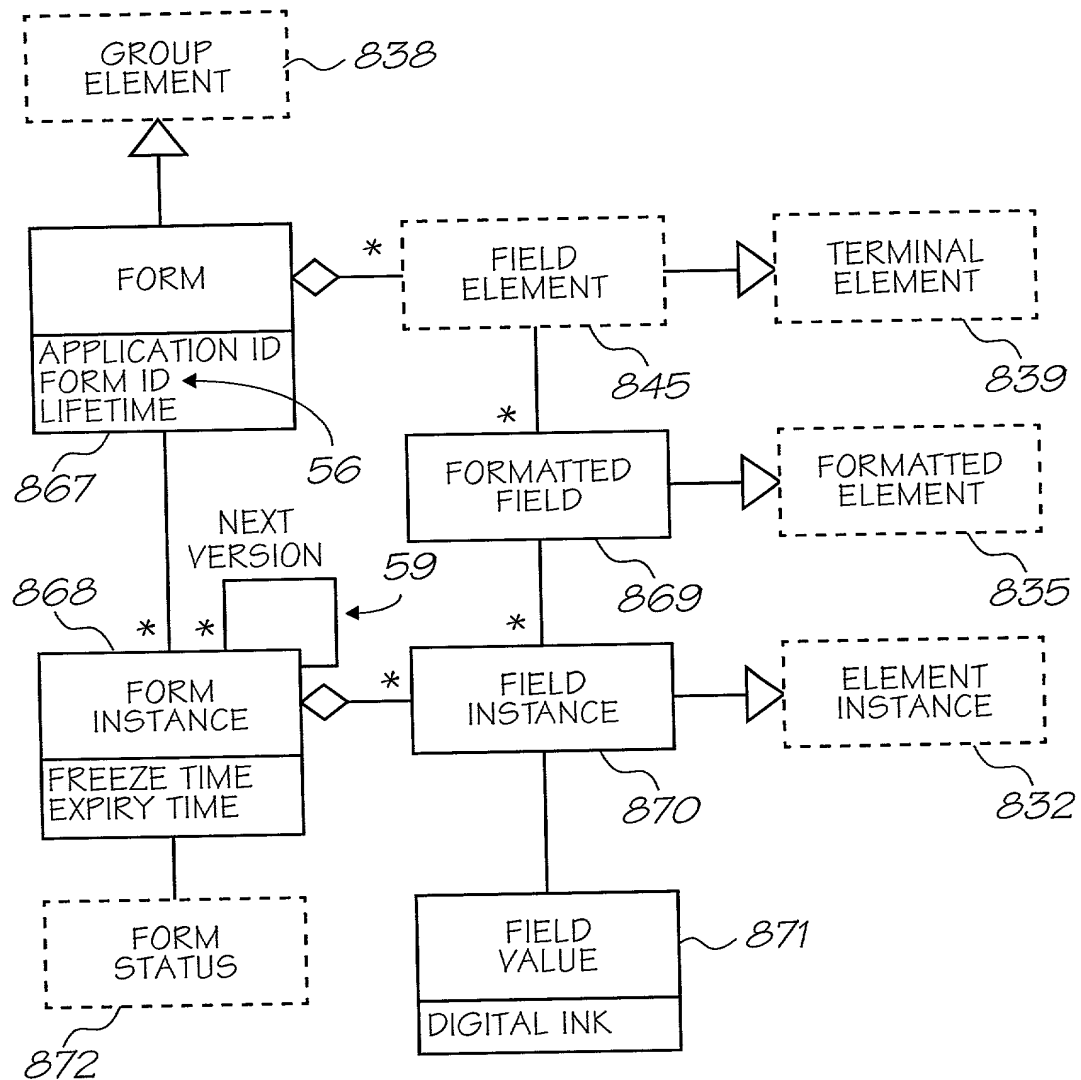 GROUP
ELEMENT
838
FORM
APPLICATION ID
FORM ID
LIFETIME
867
56
*
FIELD
ELEMENT
845
TERMINAL
ELEMENT
839
*
FORMATTED
FIELD
869
FORMATTED
ELEMENT
835
NEXT
VERSION
59
868
*
*
FORM
INSTANCE
FREEZE TIME
EXPIRY TIME
*
*
FIELD
INSTANCE
870
ELEMENT
INSTANCE
832
FORM
STATUS
872
FIELD
VALUE
DIGITAL INK
871